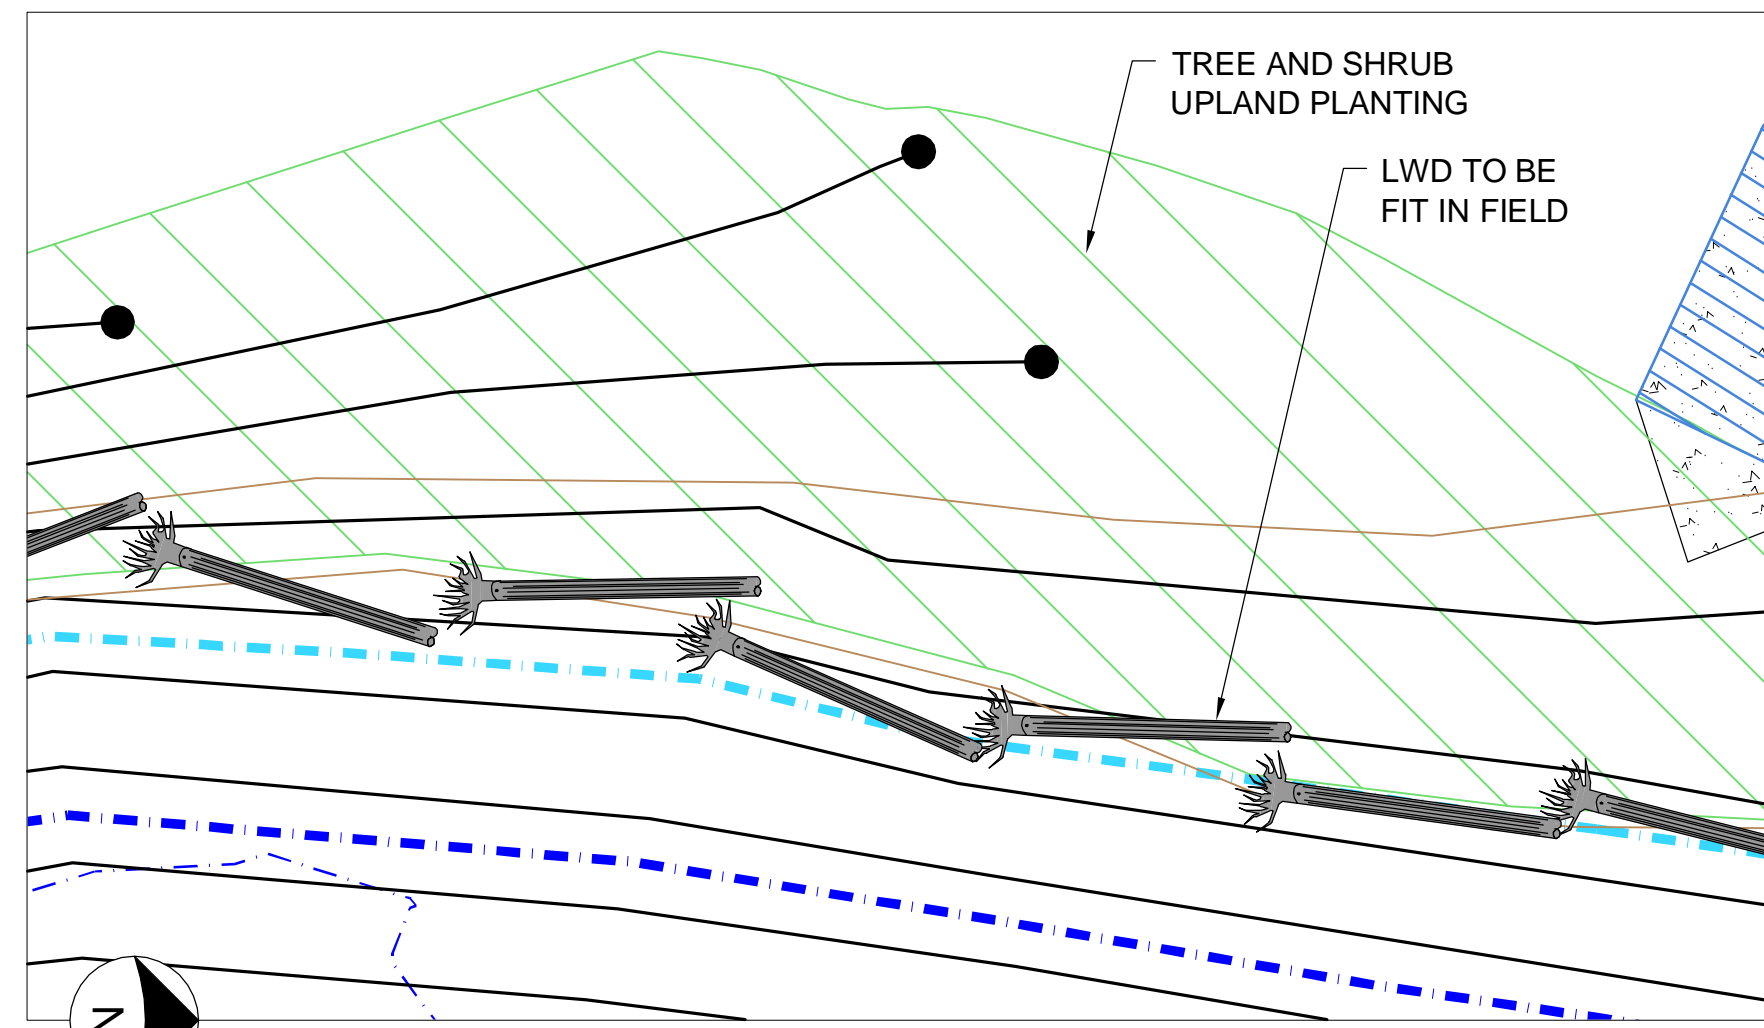 TREE AND SHRUB
UPLAND PLANTING
LWD TO BE
FIT IN FIELD
N